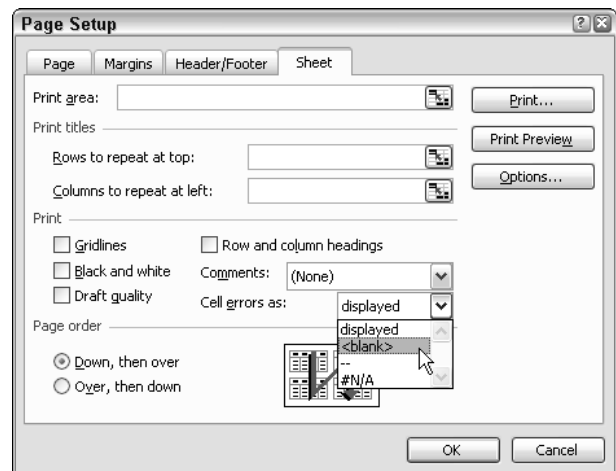 Page Setup
Page Margins Header/Footer Sheet
Print area:
Print...
Print titles
Print Preview
Rows to repeat at top:
Columns to repeat at left:
Options...
Print
Gridlines
Row and column headings
Black and white
Comments: (None)
Draft quality
Cell errors as: displayed
displayed
<blank>
--
#N/A
Page order
Down, then over
Over, then down
OK Cancel